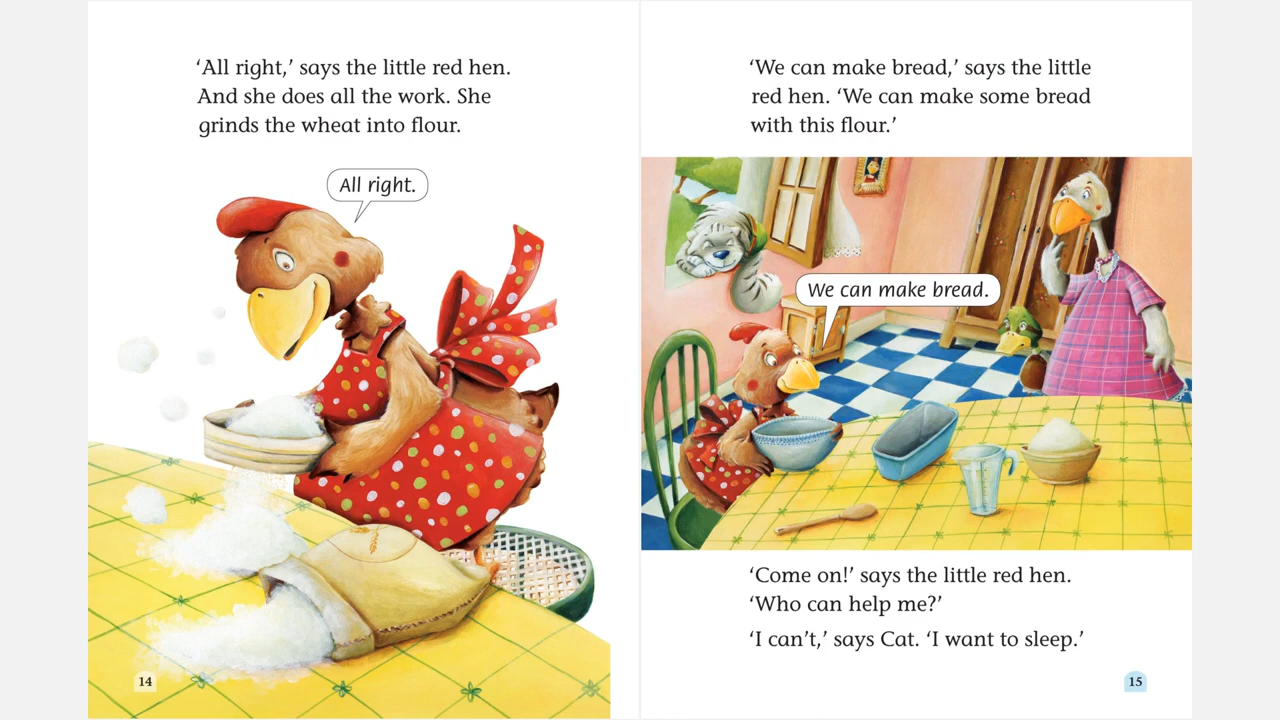 ‘All right,’ says the little red hen.
And she does all the work. She
grinds the wheat into flour.
All right.
14
‘We can make bread,’ says the little
red hen. ‘We can make some bread
with this flour.’
We can make bread.
‘Come on!’ says the little red hen.
‘Who can help me?’
‘I can’t,’ says Cat. ‘I want to sleep.’
15